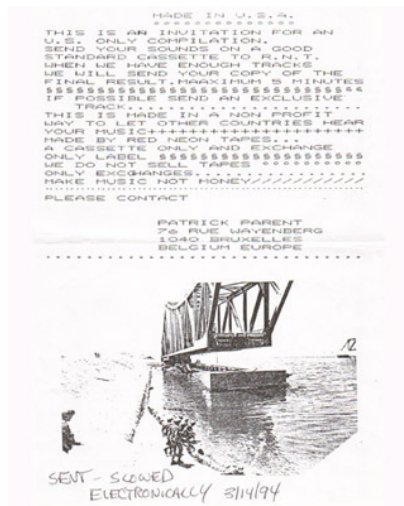 MADE IN U.S.A.
THIS IS AN INVITATION FOR AN
U.S. ONLY COMPILATION.
SEND YOUR SOUNDS ON A GOOD
STANDARD CASSETTE TO R.N.T.
WHEN WE HAVE ENOUGH TRACKS
WE WILL SEND YOUR COPY OF THE
FINAL RESULT.MAAXIMUM 5 MINUTES
IF POSSIBLE SEND AN EXCLUSIVE
TRACK....................
THIS IS MADE IN A NON PROFIT
WAY TO LET OTHER COUNTRIES HEAR
YOUR MUSIC++++++++++++++++++++
MADE BY RED NEON TAPES...
A CASSETTE ONLY AND EXCHANGE
ONLY LABEL §§§§§§§§§§§§§§§§§§§§
WE DO NOT SELL TAPES
ONLY EXCHANGES..............
MAKE MUSIC NOT MONEY////////////
PLEASE CONTACT
PATRICK PARENT
76 RUE WAYENBERG
1040 BRUXELLES
BELGIUM EUROPE
12
SENT - SLOWED
ELECTRONICALLY 3/14/94